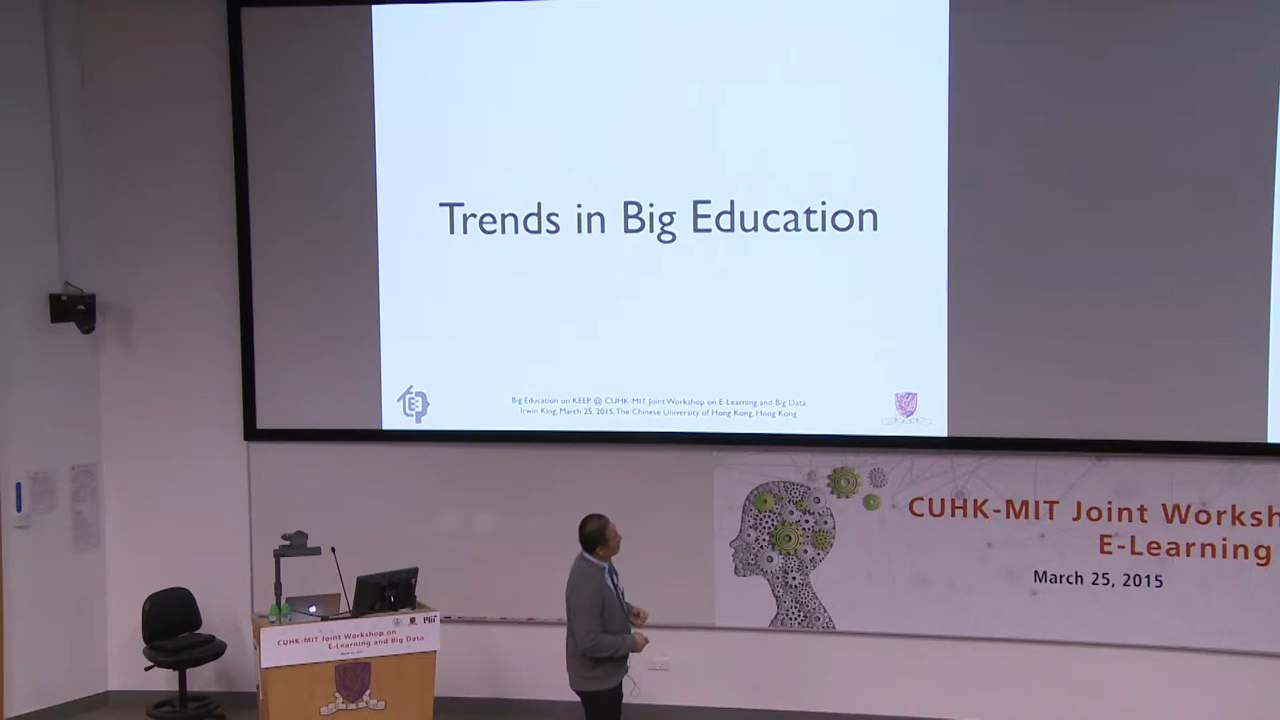 Trends in Big Education
Big Education on KEEP @ CUHK-MIT Joint Workshop on E-Learning and Big Data
Irwin King, March 25, 2015, The Chinese University of Hong Kong, Hong Kong
CUHK-MIT Joint Worksh
E-Learning
March 25, 2015
CUHK-MIT Joint Workshop on
E-Learning and Big Data